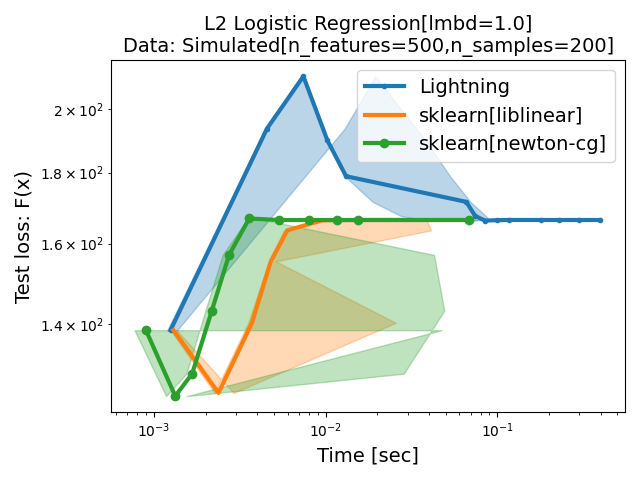 L2 Logistic Regression[lmbd=1.0]
Data: Simulated[n_features=500,n_samples=200]
Test loss: F(x)
2 × 10²
1.8 × 10²
1.6 × 10²
1.4 × 10²
Lightning
sklearn[liblinear]
sklearn[newton-cg]
10⁻³ 10⁻² 10⁻¹
Time [sec]